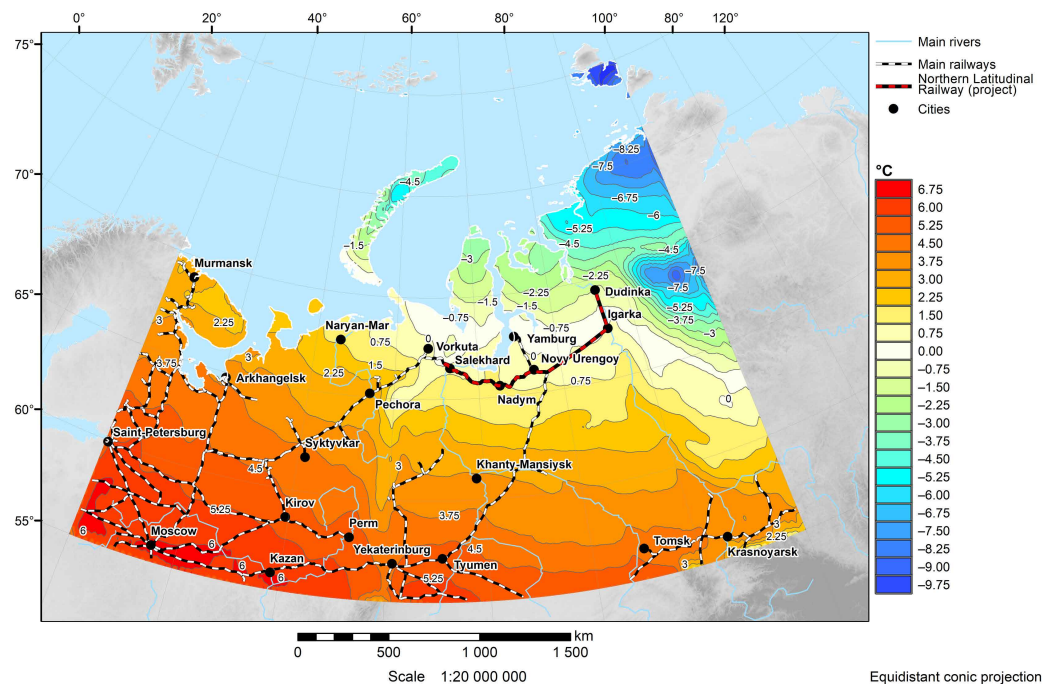 0° 20° 40° 60° 80° 100° 80° 120°
75°
70°
65°
60°
55°
Main rivers
Main railways
Northern Latitudinal
Railway (project)
Cities
°C
6.75
6.00
5.25
4.50
3.75
3.00
2.25
1.50
0.75
0.00
–0.75
–1.50
–2.25
–3.00
–3.75
–4.50
–5.25
–6.00
–6.75
–7.50
–8.25
–9.00
–9.75
–8.25
–7.5
–4.5
–6.75
–6
–5.25
–1.5
–4.5
–4.5
–3
Murmansk
–7.5
–2.25
–7.5
–2.25
Dudinka
–1.5
–1.5
–5.25
–0.75
Igarka
–3.75
3
2.25
Naryan-Mar
–0.75
–3
0.75
0
Yamburg
Vorkuta
3
0
Novy Urengoy
3.75
1.5
Salekhard
2.25
0.75
Arkhangelsk
Nadym
0
Pechora
Saint-Petersburg
Syktyvkar
4.5
3
Khanty-Mansiysk
Kirov
5.25
3.75
Perm
3
Moscow
2.25
6
6
Yekaterinburg
4.5
Tomsk
Krasnoyarsk
Kazan
6
Tyumen
3
6
5.25
km
0 500 1 000 1 500
Scale 1:20 000 000
Equidistant conic projection